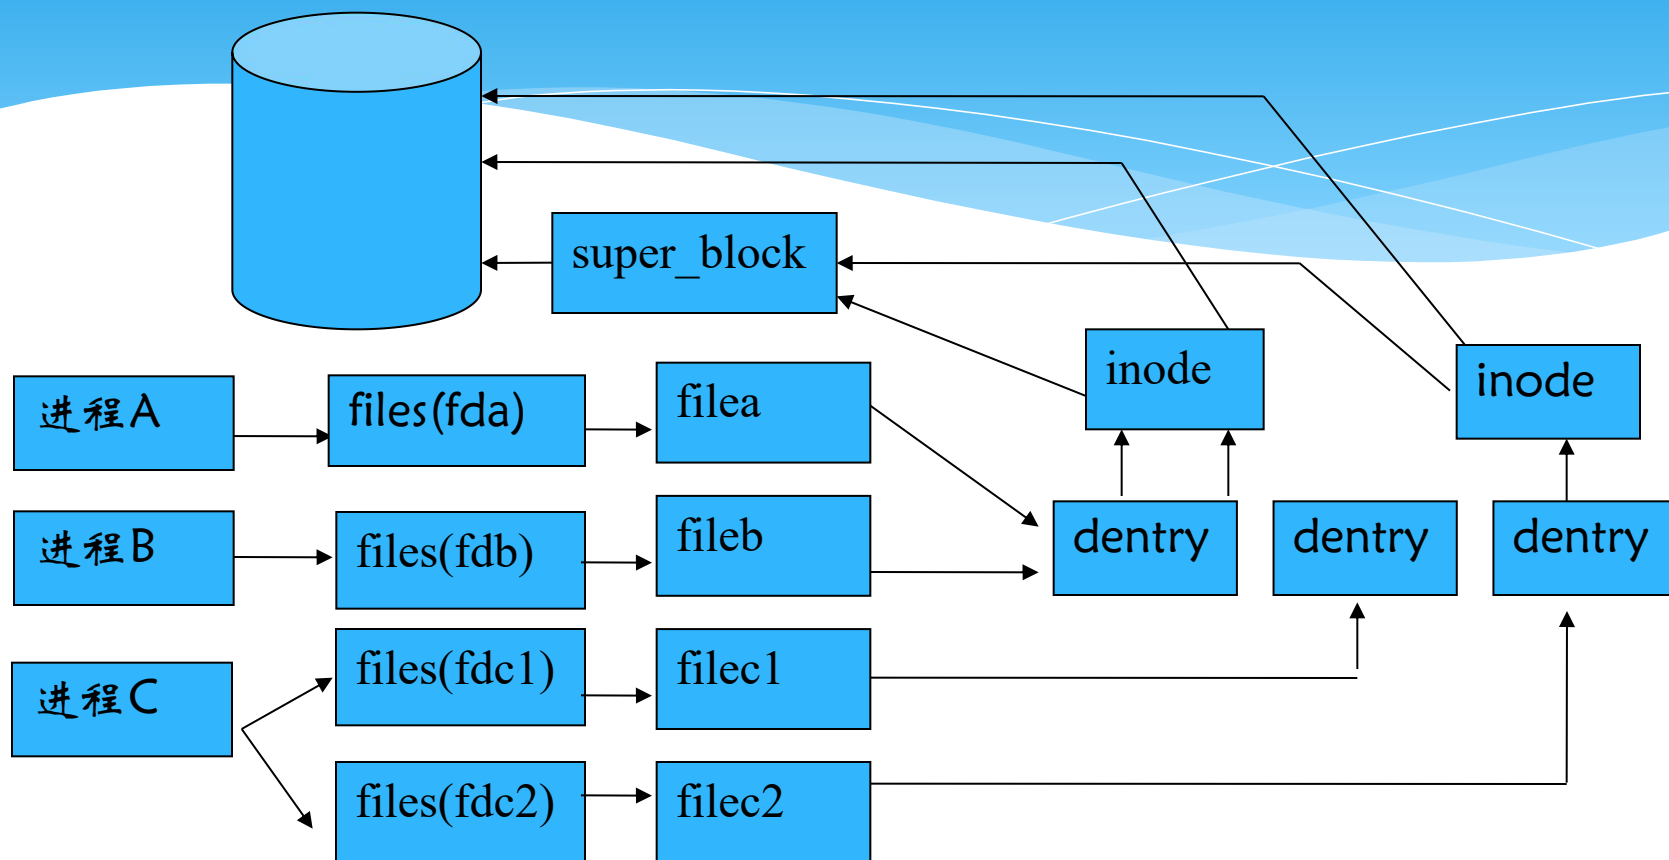 super_block
inode
inode
进程A
files(fda)
filea
进程B
files(fdb)
fileb
dentry
dentry
dentry
进程C
files(fdc1)
filec1
files(fdc2)
filec2